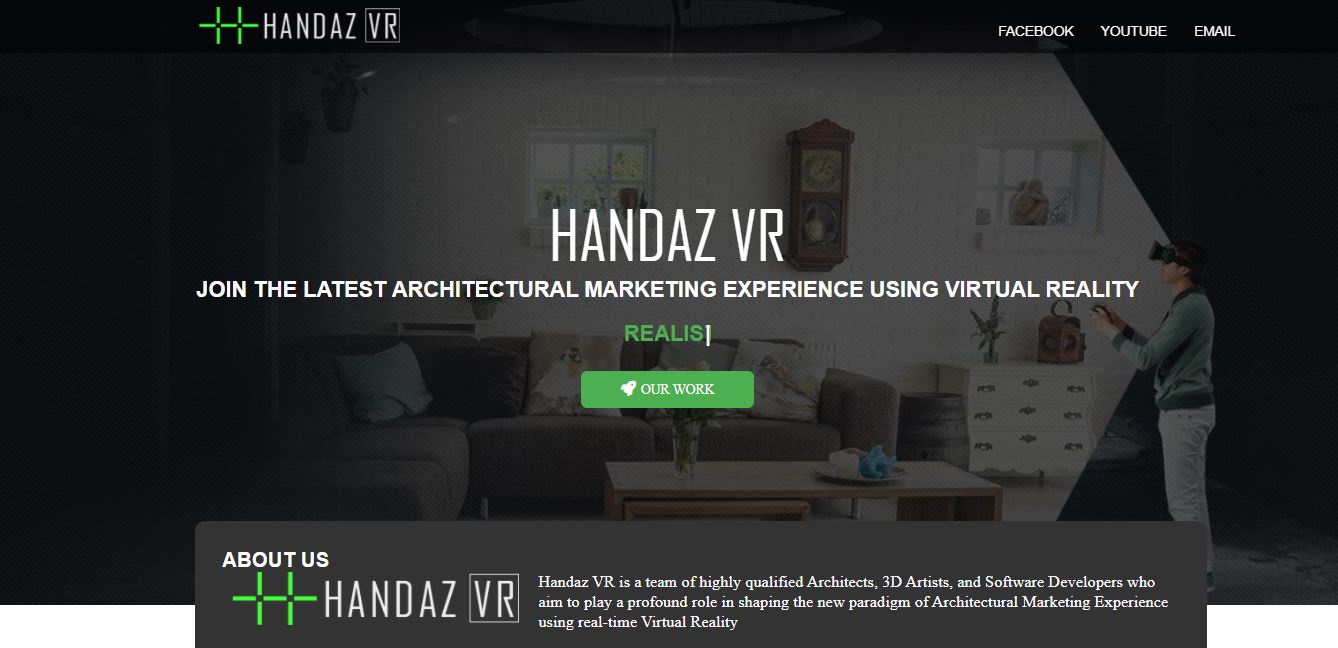 HANDAZ VR
FACEBOOK YOUTUBE EMAIL
HANDAZ VR
JOIN THE LATEST ARCHITECTURAL MARKETING EXPERIENCE USING VIRTUAL REALITY
REALIS|
OUR WORK
ABOUT US
HANDAZ VR
Handaz VR is a team of highly qualified Architects, 3D Artists, and Software Developers who
aim to play a profound role in shaping the new paradigm of Architectural Marketing Experience
using real-time Virtual Reality